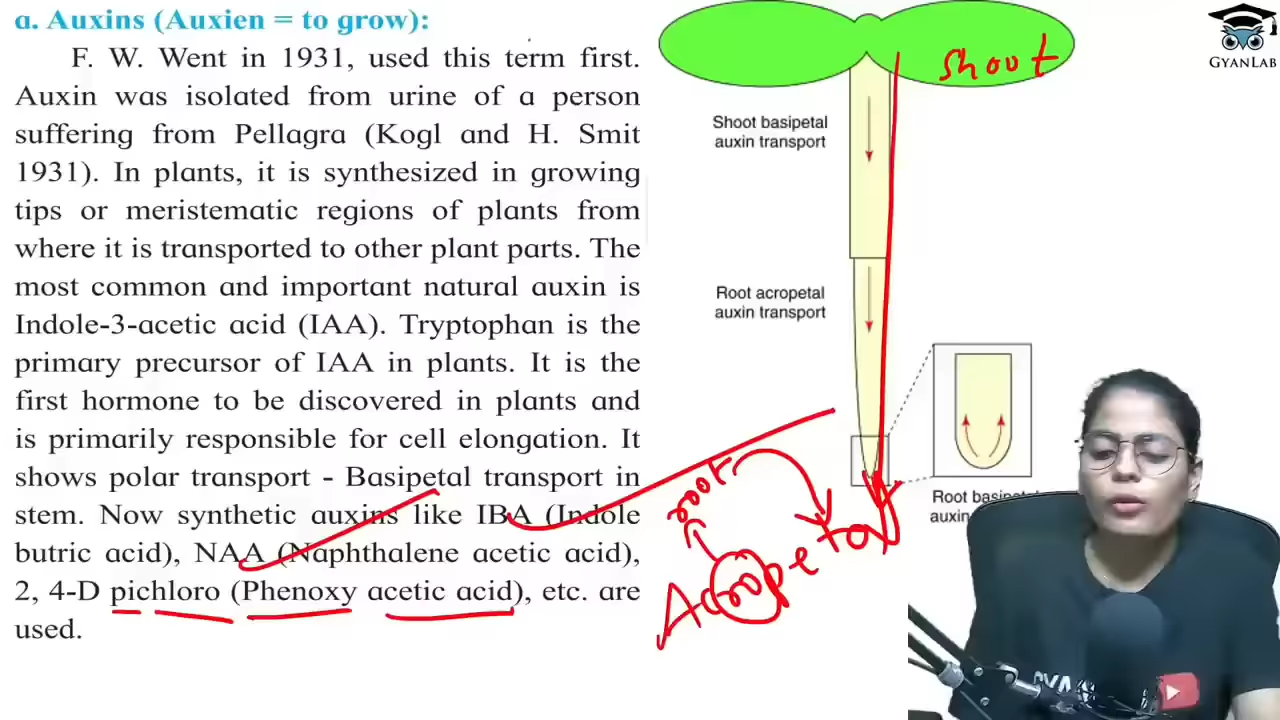 a. Auxins (Auxien = to grow):
F. W. Went in 1931, used this term first.
Auxin was isolated from urine of a person
suffering from Pellagra (Kogl and H. Smit
1931). In plants, it is synthesized in growing
tips or meristematic regions of plants from
where it is transported to other plant parts. The
most common and important natural auxin is
Indole-3-acetic acid (IAA). Tryptophan is the
primary precursor of IAA in plants. It is the
first hormone to be discovered in plants and
is primarily responsible for cell elongation. It
shows polar transport - Basipetal transport in
stem. Now synthetic auxins like IBA (Indole
butric acid), NAA (Naphthalene acetic acid),
2, 4-D pichloro (Phenoxy acetic acid), etc. are
used.
shoot
Shoot basipetal
auxin transport
Root acropetal
auxin transport
Root
root
Acropetal
GYANLAB